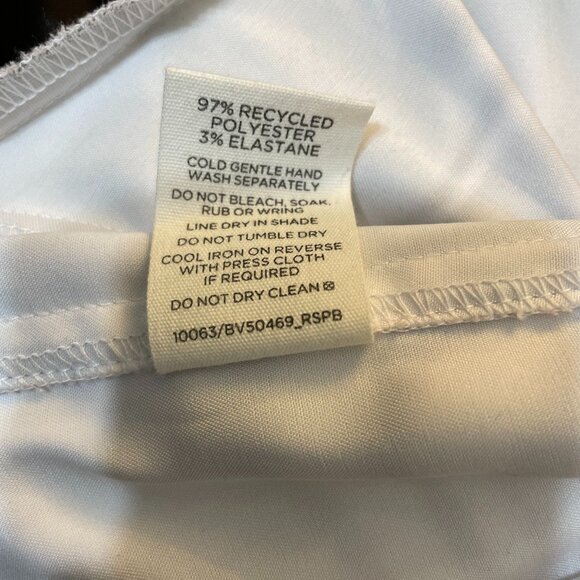 97% RECYCLED
POLYESTER
3% ELASTANE
COLD GENTLE HAND
WASH SEPARATELY
DO NOT BLEACH, SOAK,
RUB OR WRING
LINE DRY IN SHADE
DO NOT TUMBLE DRY
COOL IRON ON REVERSE
WITH PRESS CLOTH
IF REQUIRED
DO NOT DRY CLEAN
10063/BV50469_RSPB